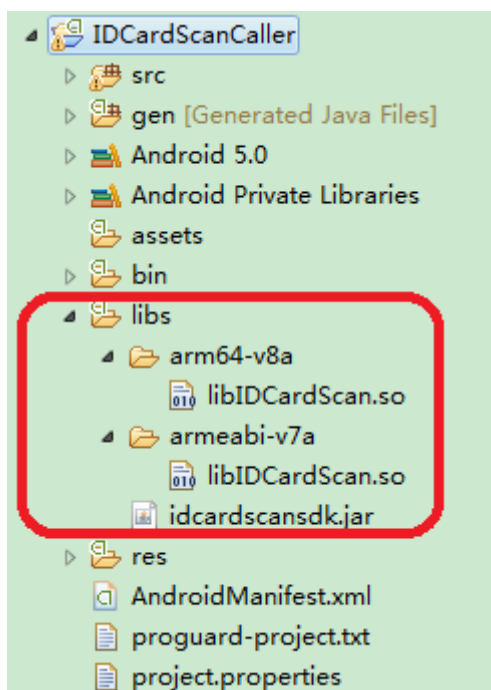 IDCardScanCaller
src
gen [Generated Java Files]
Android 5.0
Android Private Libraries
assets
bin
libs
arm64-v8a
libIDCardScan.so
armeabi-v7a
libIDCardScan.so
idcardscansdk.jar
res
AndroidManifest.xml
proguard-project.txt
project.properties